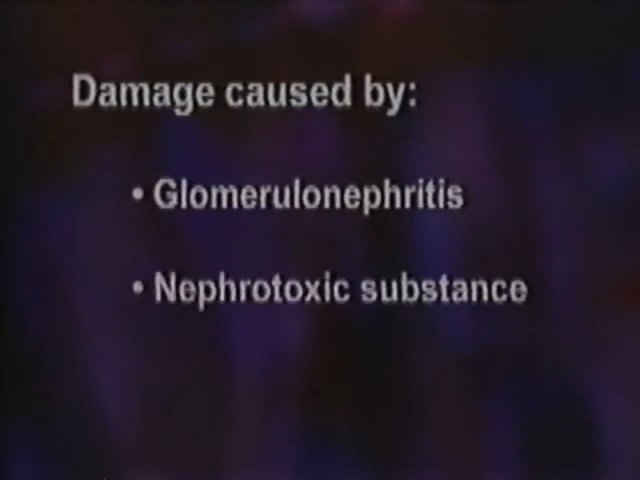 Damage caused by:
• Glomerulonephritis
• Nephrotoxic substance